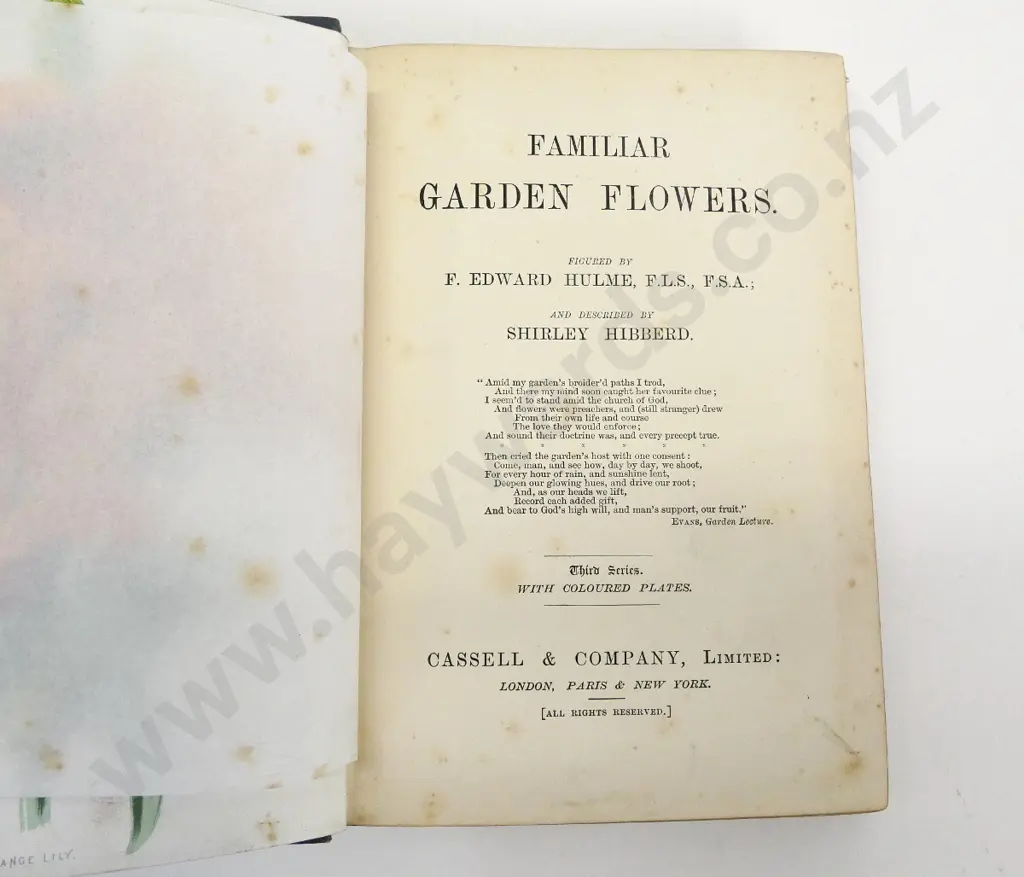 FAMILIAR
GARDEN FLOWERS.
FIGURED BY
F. EDWARD HULME, F.L.S., F.S.A.;
AND DESCRIBED BY
SHIRLEY HIBBERD.
"Amid my garden's broider'd paths I trod,
And there my mind soon caught her favourite clue;
I seem'd to stand amid the church of God,
And flowers were preachers, and (still stranger) drew
From their own life and course
The love they would enforce;
And sound their doctrine was, and every precept true.
* * * * * *
Then cried the garden's host with one consent:
Come, man, and see how, day by day, we shoot,
For every hour of rain, and sunshine lent,
Deepen our glowing hues, and drive our root;
And, as our heads we lift,
Record each added gift,
And bear to God's high will, and man's support, our fruit."
EVANS, Garden Lecture.
Third Series.
WITH COLOURED PLATES.
CASSELL & COMPANY, LIMITED:
LONDON, PARIS & NEW YORK.
[ALL RIGHTS RESERVED.]
ANGE LILY.
www.haywards.co.nz